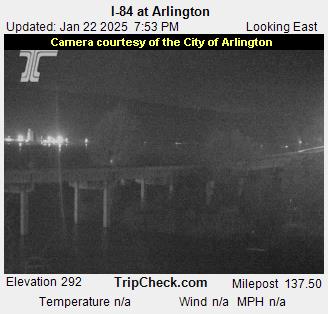 I-84 at Arlington
Updated: Jan 22 2025 7:53 PM Looking East
Camera courtesy of the City of Arlington
Elevation 292 TripCheck.com Milepost 137.50
Temperature n/a Wind n/a MPH n/a